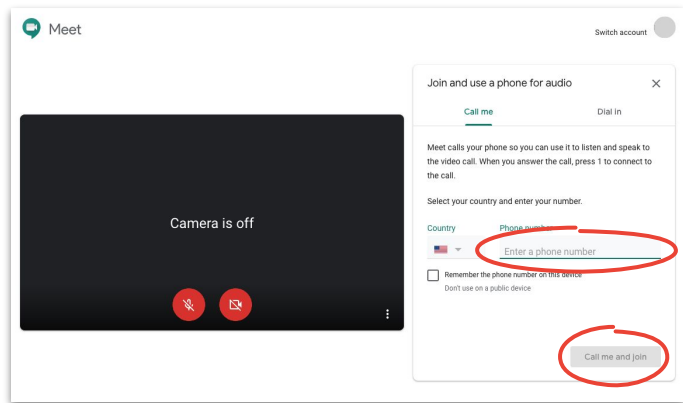 Meet
Switch account
Join and use a phone for audio
Call me
Dial in
Meet calls your phone so you can use it to listen and speak to
the video call. When you answer the call, press 1 to connect to
the call.
Select your country and enter your number.
Country
Phone number
Enter a phone number
Remember the phone number on this device
Don't use on a public device
Call me and join
Camera is off